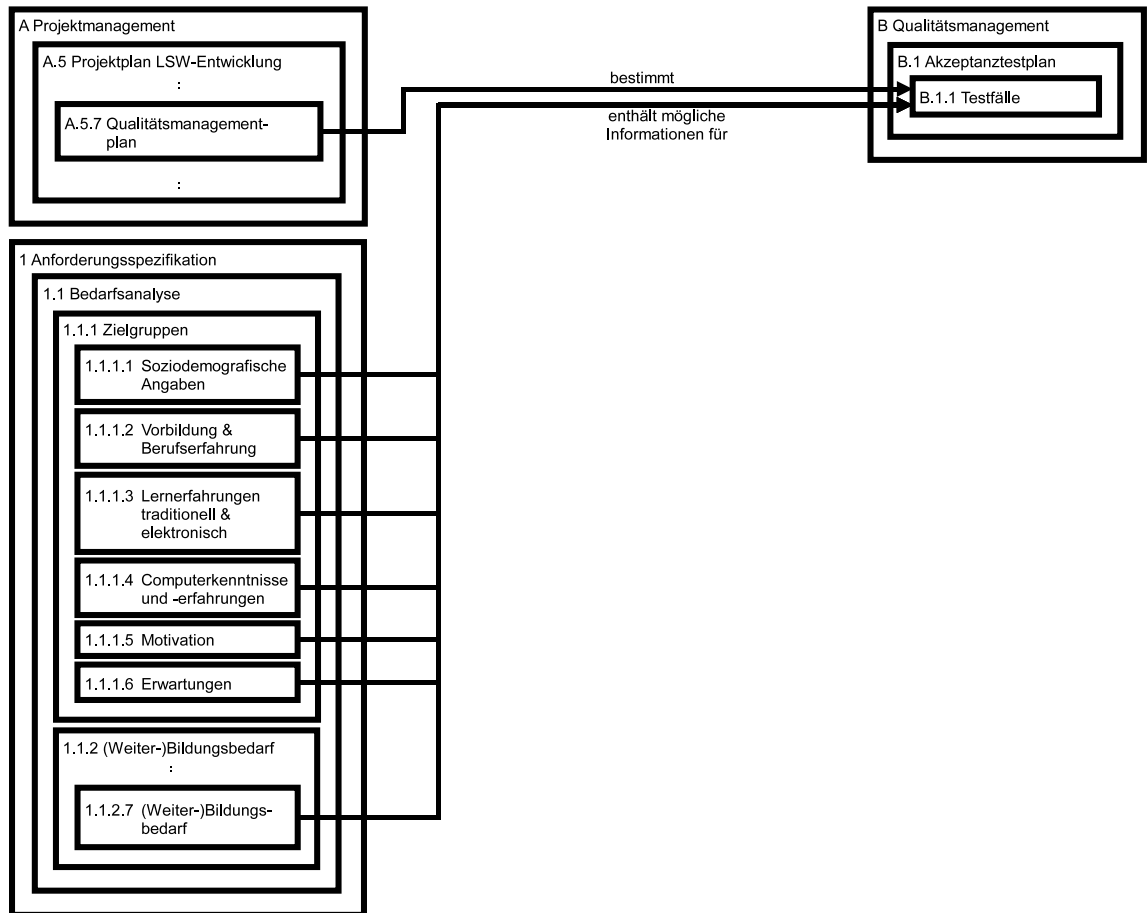 A Projektmanagement
A.5 Projektplan LSW-Entwicklung
:
A.5.7 Qualitätsmanagement-
plan
:
bestimmt
enthält mögliche
Informationen für
B Qualitätsmanagement
B.1 Akzeptanztestplan
B.1.1 Testfälle
1 Anforderungsspezifikation
1.1 Bedarfsanalyse
1.1.1 Zielgruppen
1.1.1.1 Soziodemografische
Angaben
1.1.1.2 Vorbildung &
Berufserfahrung
1.1.1.3 Lernerfahrungen
traditionell &
elektronisch
1.1.1.4 Computerkenntnisse
und -erfahrungen
1.1.1.5 Motivation
1.1.1.6 Erwartungen
1.1.2 (Weiter-)Bildungsbedarf
:
1.1.2.7 (Weiter-)Bildungs-
bedarf